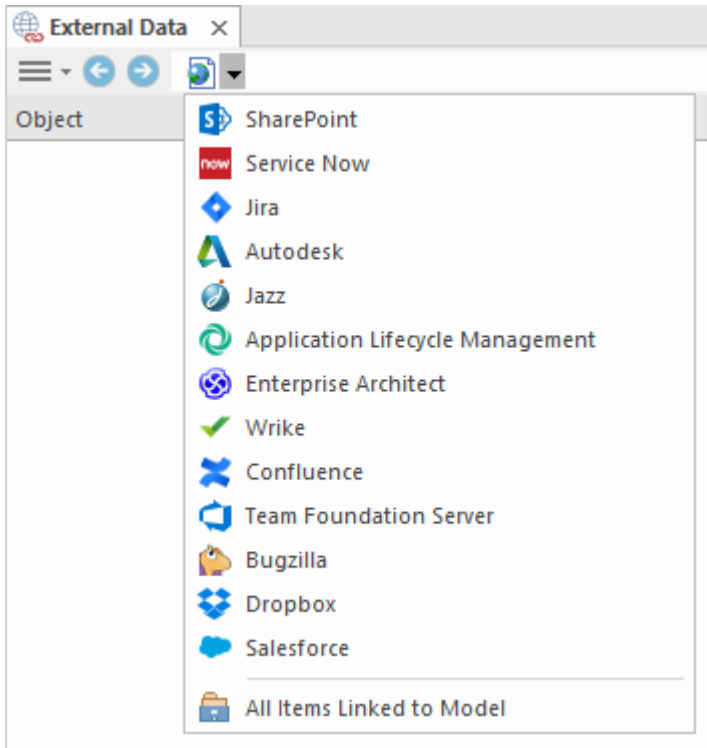 External Data
Object
SharePoint
now Service Now
Jira
Autodesk
Jazz
Application Lifecycle Management
Enterprise Architect
Wrike
Confluence
Team Foundation Server
Bugzilla
Dropbox
Salesforce
All Items Linked to Model